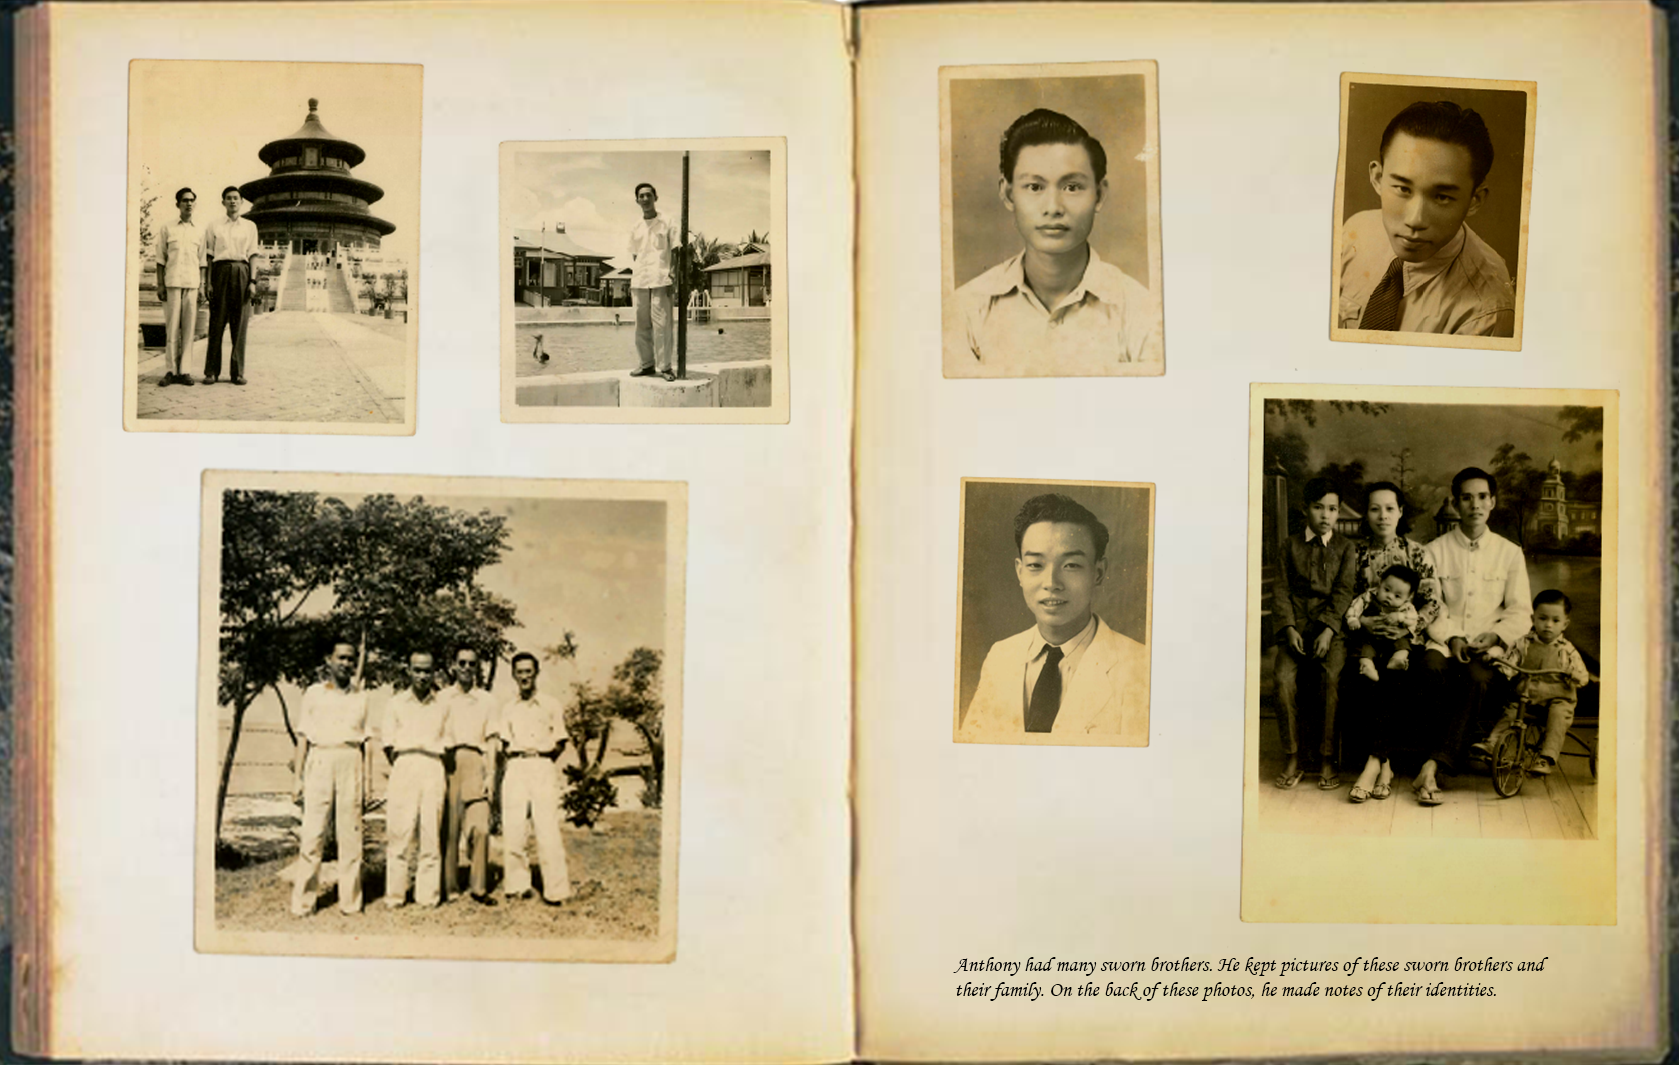 Anthony had many sworn brothers. He kept pictures of these sworn brothers and
their family. On the back of these photos, he made notes of their identities.